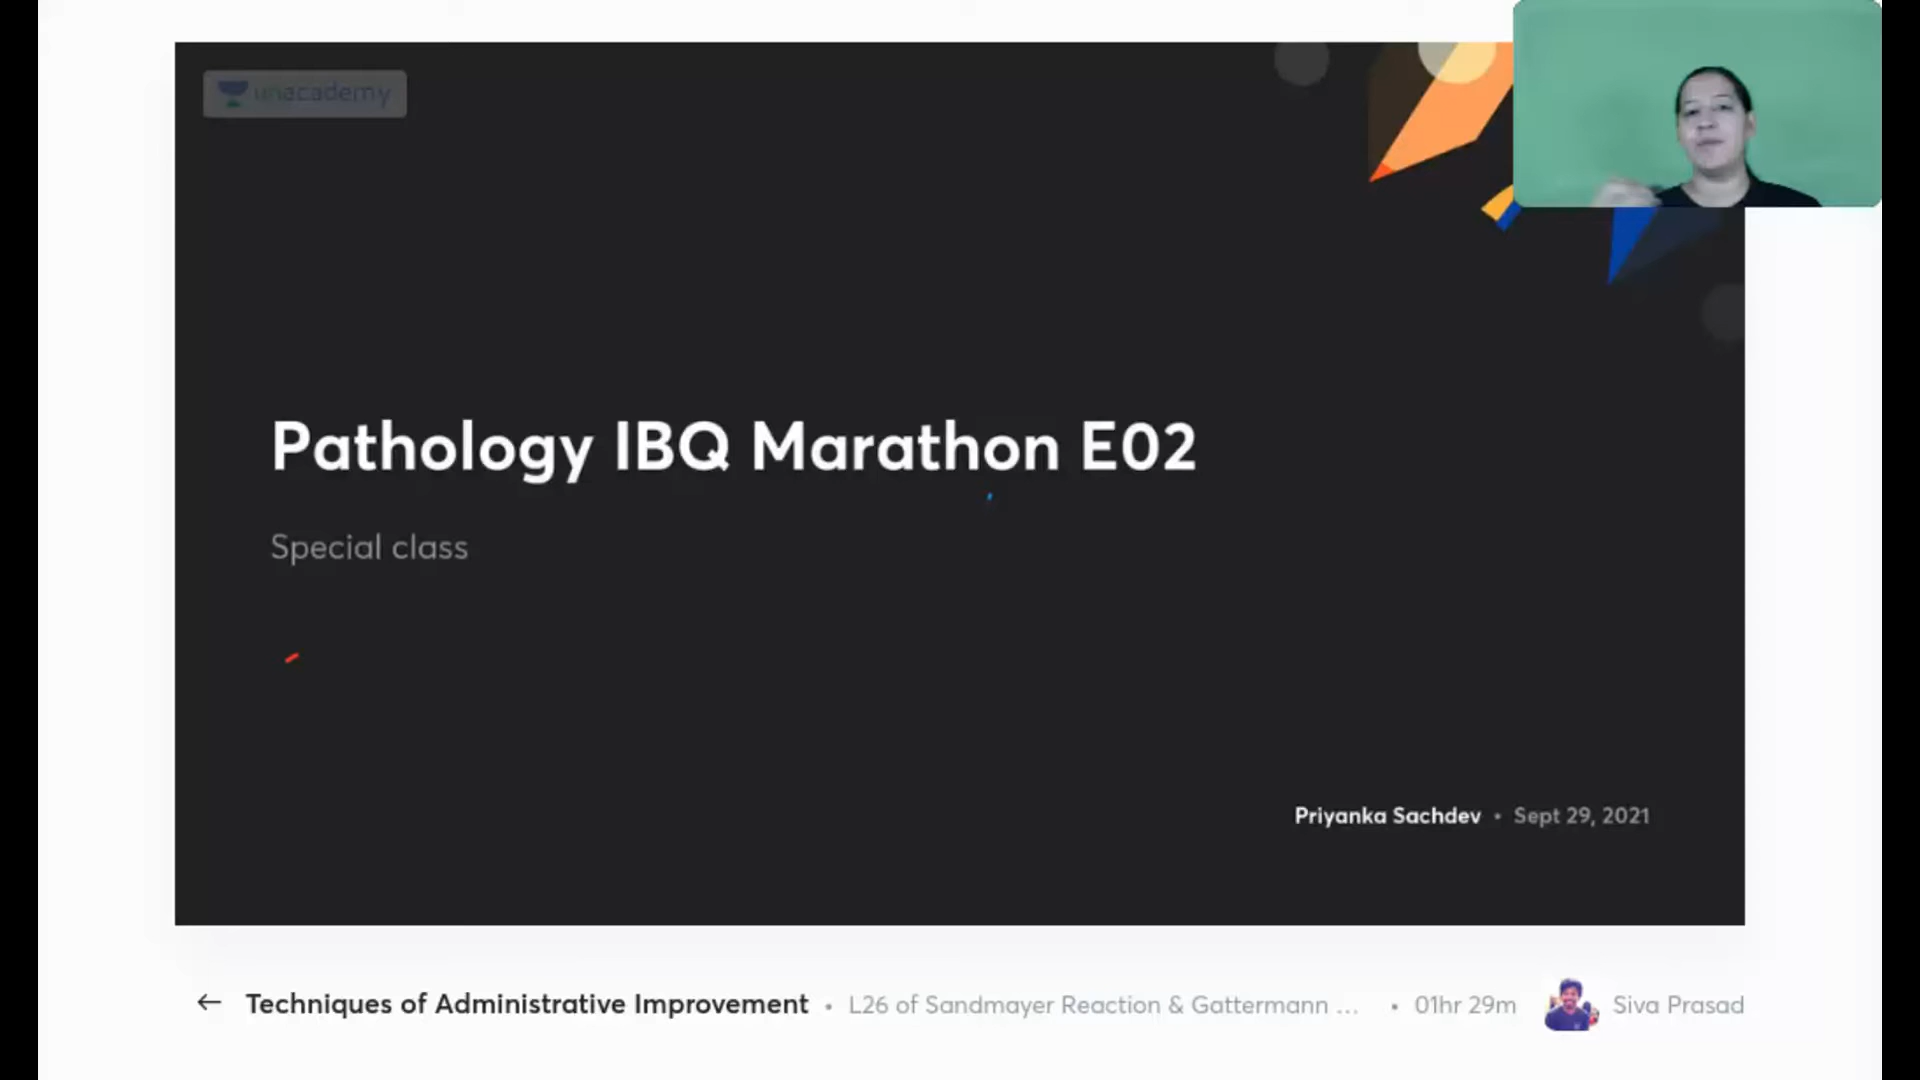 unacademy
Pathology IBQ Marathon E02
Special class
Priyanka Sachdev • Sept 29, 2021
← Techniques of Administrative Improvement • L26 of Sandmayer Reaction & Gattermann ... • 01hr 29m Siva Prasad